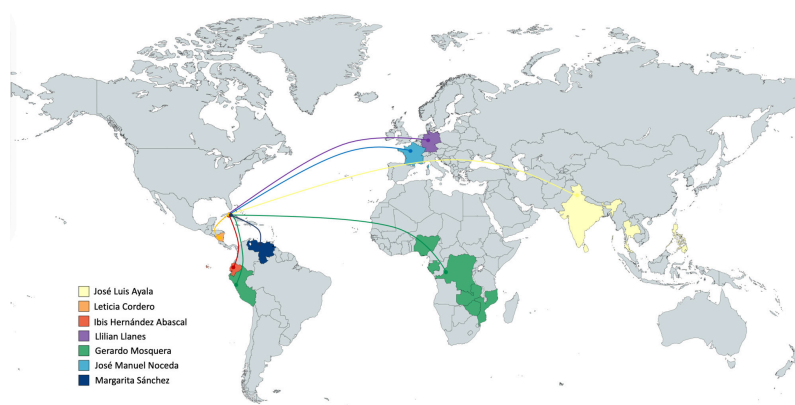 José Luis Ayala
Leticia Cordero
Ibis Hernández Abascal
Llilian Llanes
Gerardo Mosquera
José Manuel Noceda
Margarita Sánchez